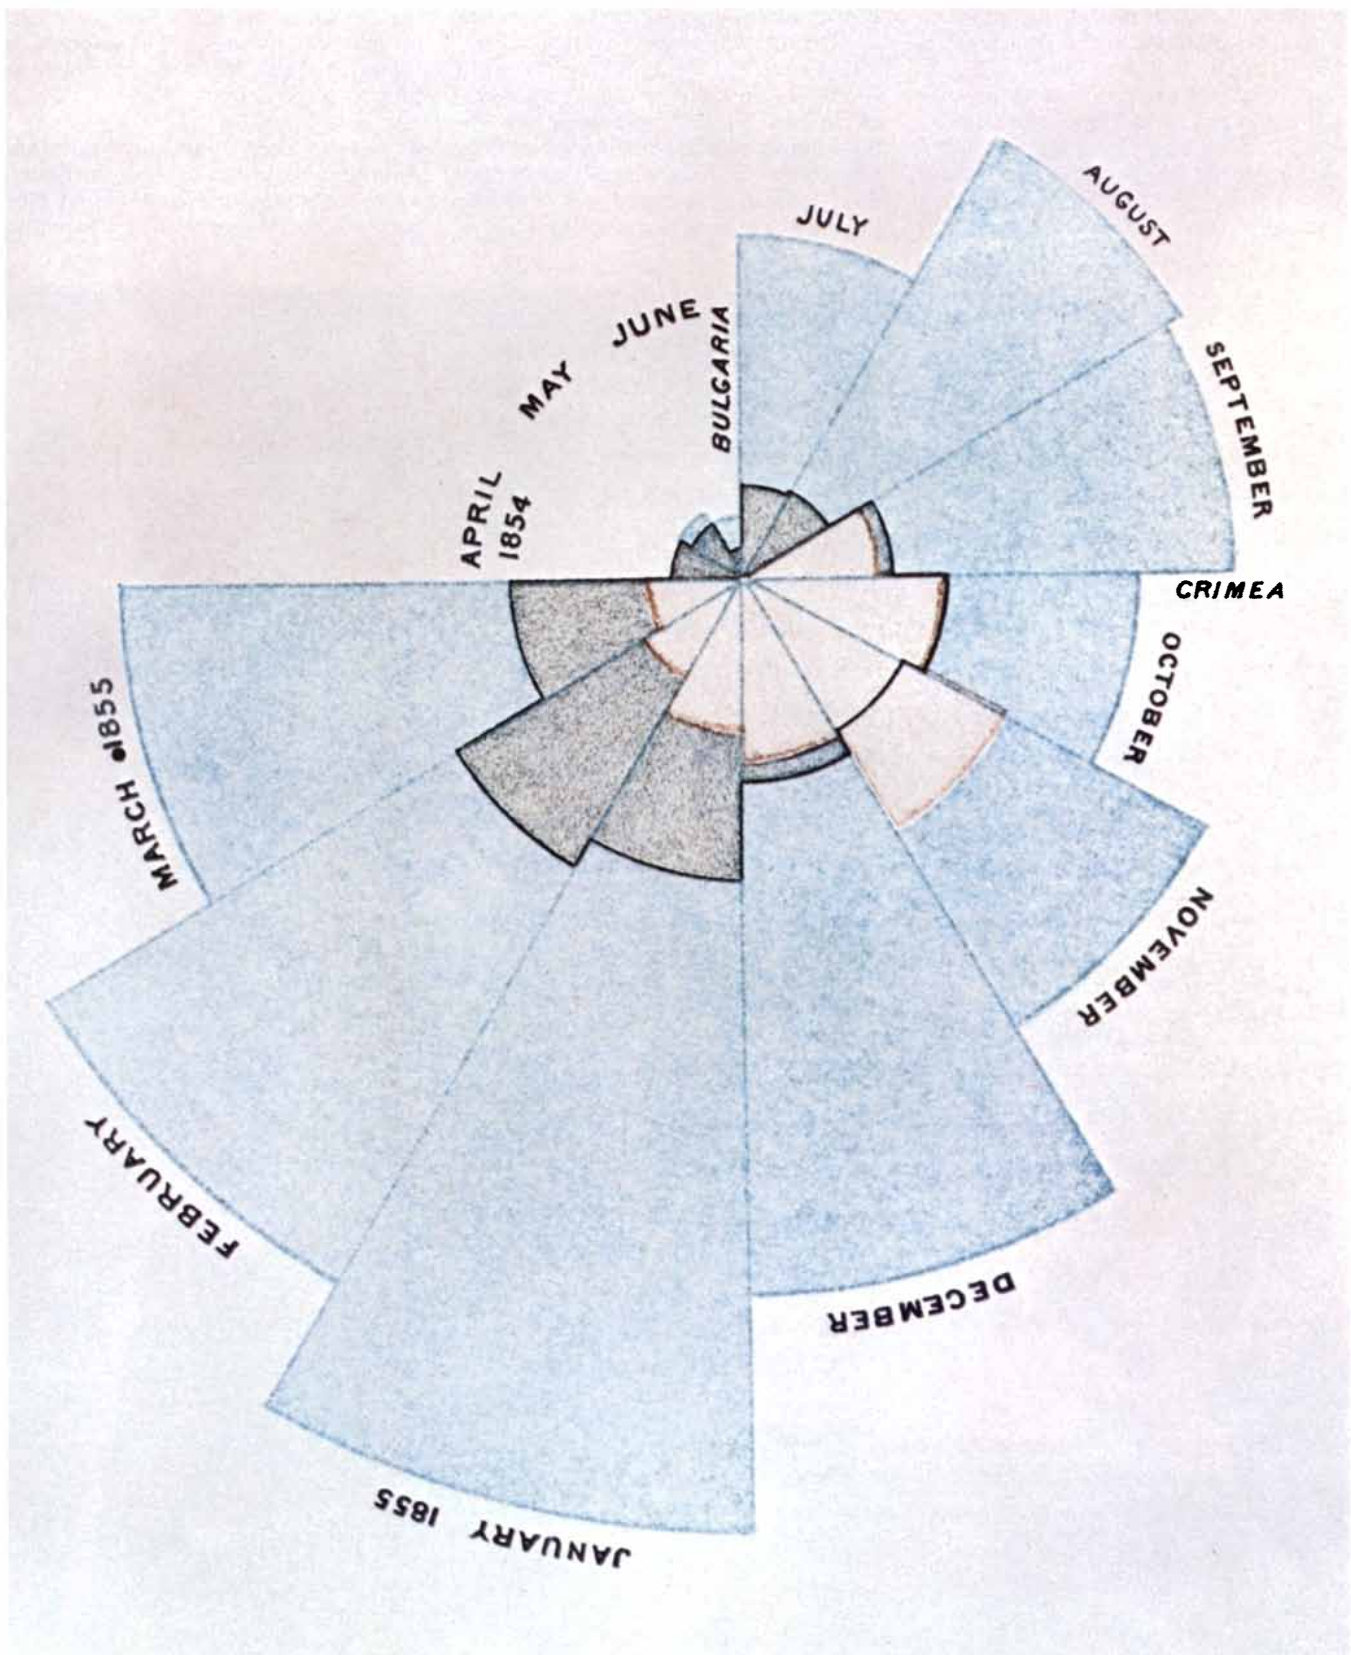 APRIL
1854
MAY
JUNE
BULGARIA
JULY
AUGUST
SEPTEMBER
CRIMEA
OCTOBER
NOVEMBER
DECEMBER
JANUARY 1855
FEBRUARY
MARCH •1855